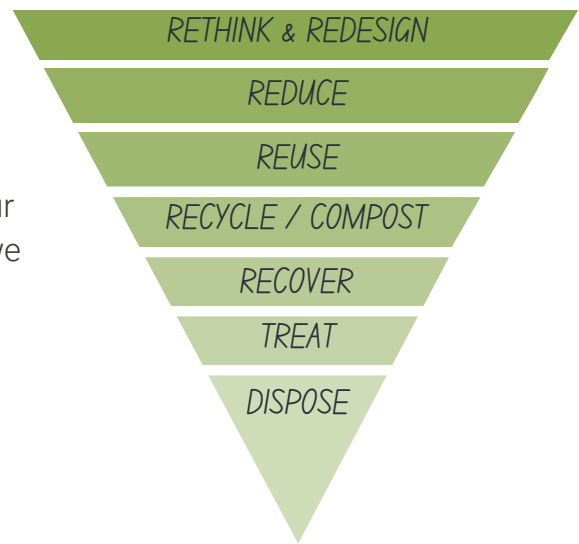 RETHINK & REDESIGN
REDUCE
REUSE
RECYCLE / COMPOST
RECOVER
TREAT
DISPOSE